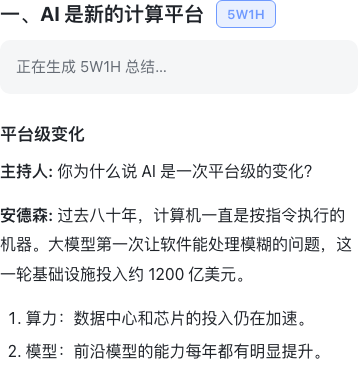 一、AI 是新的计算平台 5W1H
正在生成 5W1H 总结...
平台级变化
主持人: 你为什么说 AI 是一次平台级的变化?
安德森: 过去八十年，计算机一直是按指令执行的
机器。大模型第一次让软件能处理模糊的问题，这
一轮基础设施投入约 1200 亿美元。
1. 算力：数据中心和芯片的投入仍在加速。
2. 模型：前沿模型的能力每年都有明显提升。